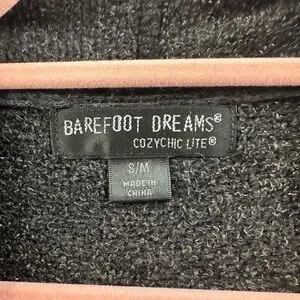 BAREFOOT DREAMS®
COZYCHIC LITE®
S/M
MADE IN
CHINA